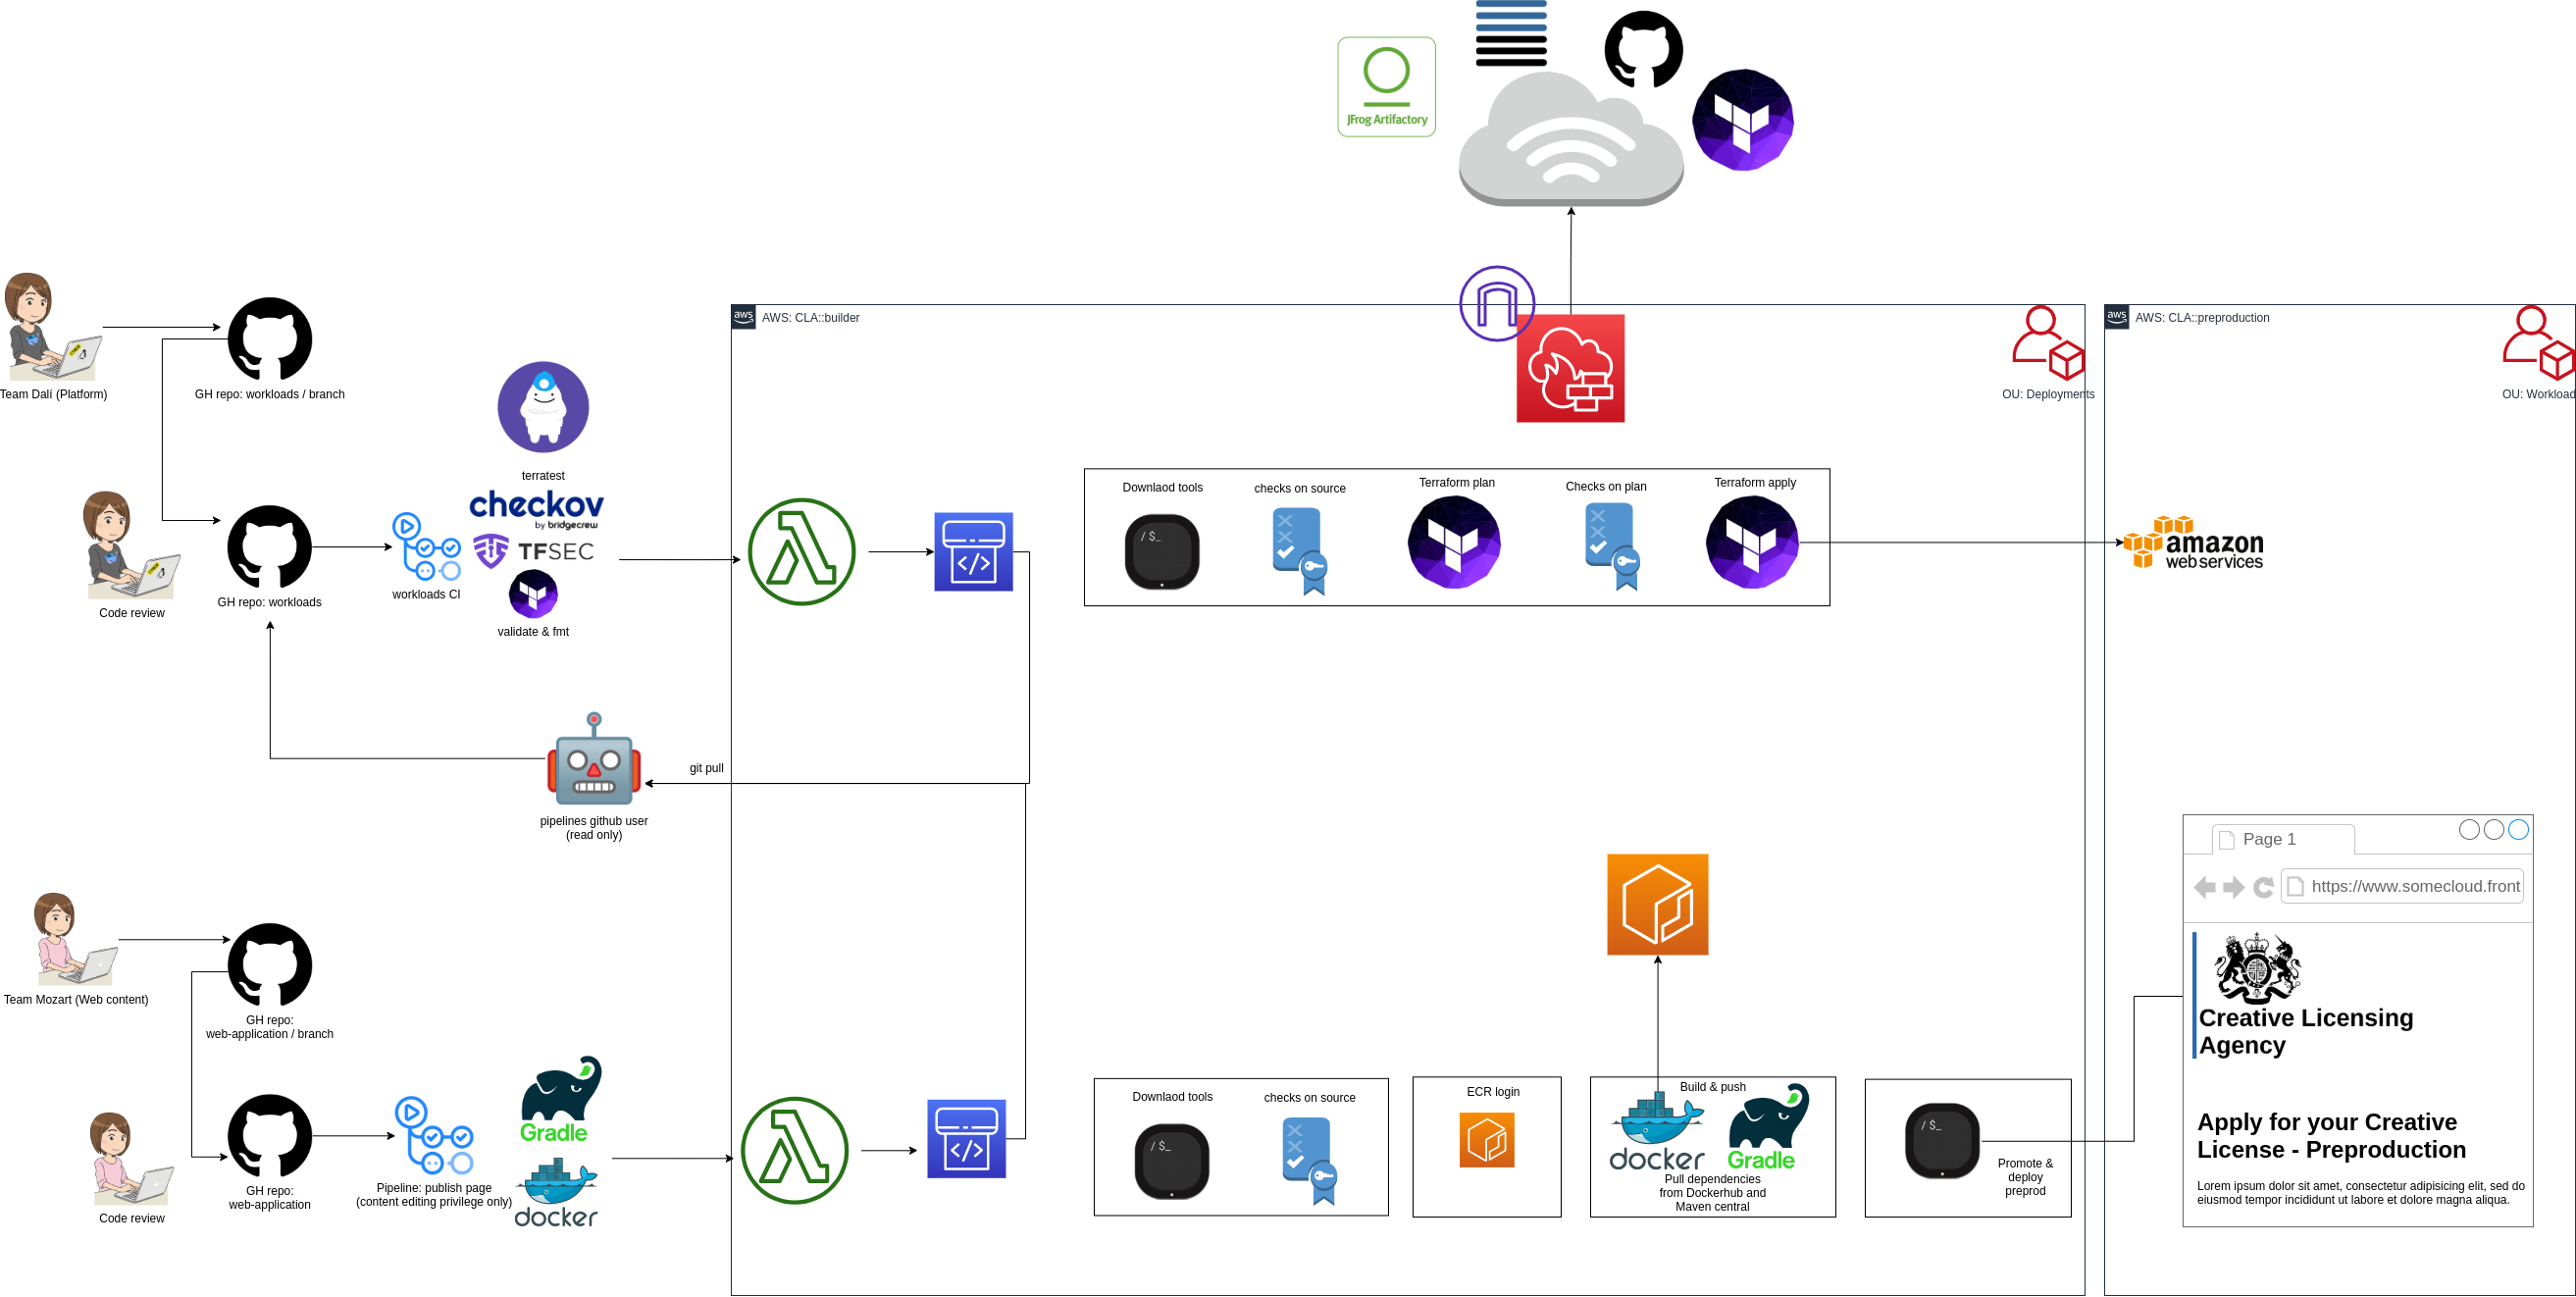 JFrog Artifactory
aws
AWS: CLA::builder
aws
AWS: CLA::preproduction
Team Dalí (Platform)
GH repo: workloads / branch
OU: Deployments
OU: Workload
terratest
checkov
by bridgecrew
TFSEC
validate & fmt
Code review
GH repo: workloads
workloads CI
Downlaod tools
/ $_
checks on source
Terraform plan
Checks on plan
Terraform apply
amazon
web services
git pull
pipelines github user
(read only)
Page 1
https://www.somecloud.front
Creative Licensing
Agency
Apply for your Creative
License - Preproduction
Lorem ipsum dolor sit amet, consectetur adipisicing elit, sed do
eiusmod tempor incididunt ut labore et dolore magna aliqua.
Team Mozart (Web content)
GH repo:
web-application / branch
Gradle
docker
Code review
GH repo:
web-application
Pipeline: publish page
(content editing privilege only)
Downlaod tools
/ $_
checks on source
ECR login
Build & push
docker
Gradle
Pull dependencies
from Dockerhub and
Maven central
/ $_
Promote &
deploy
preprod